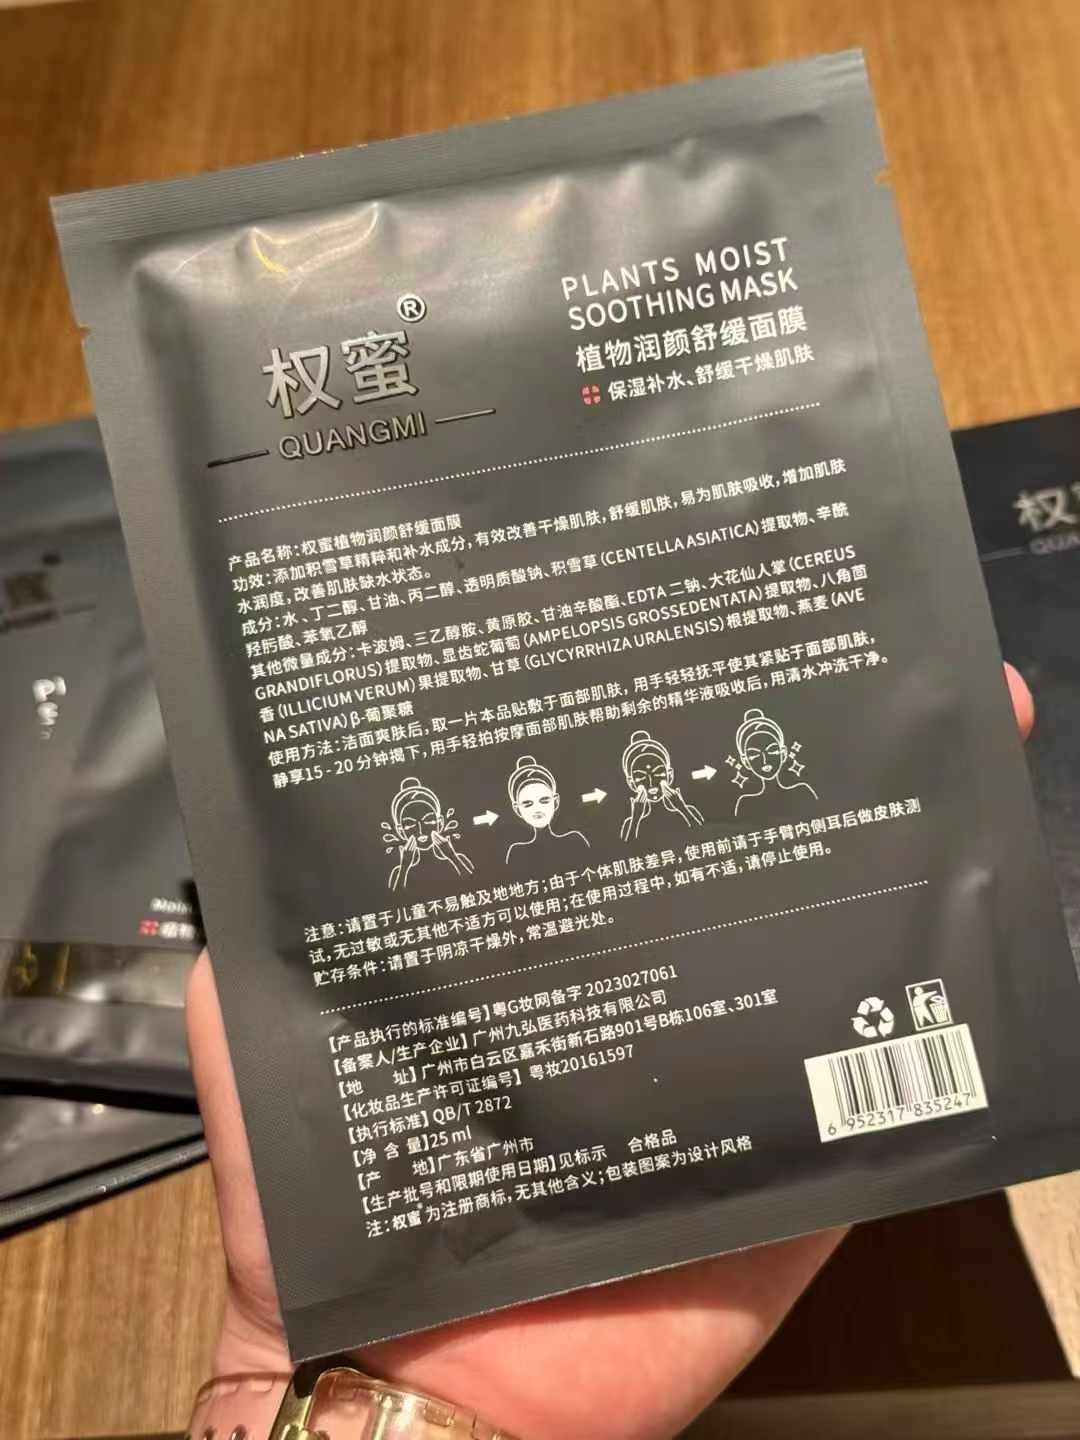 PLANTS MOIST
SOOTHING MASK
植物润颜舒缓面膜
保湿补水、舒缓干燥肌肤
权蜜®
QUANGMI
产品名称：权蜜植物润颜舒缓面膜
功效：添加积雪草精粹和补水成分，有效改善干燥肌肤，舒缓肌肤，易为肌肤吸收，增加肌肤
水润度，改善肌肤缺水状态。
成分：水、丁二醇、甘油、丙二醇、透明质酸钠、积雪草（CENTELLA ASIATICA）提取物、辛酰
羟肟酸、苯氧乙醇
其他微量成分：卡波姆、三乙醇胺、黄原胶、甘油辛酸酯、EDTA 二钠、大花仙人掌（CEREUS
GRANDIFLORUS）提取物、显齿蛇葡萄（AMPELOPSIS GROSSEDENTATA）提取物、八角茴
香（ILLICIUM VERUM）果提取物、甘草（GLYCYRRHIZA URALENSIS）根提取物、燕麦（AVE
NA SATIVA）β-葡聚糖
使用方法：洁面爽肤后，取一片本品贴敷于面部肌肤，用手轻轻抚平使其紧贴于面部肌肤，
静享15-20分钟揭下，用手轻拍按摩面部肌肤帮助剩余的精华液吸收后，用清水冲洗干净。
注意：请置于儿童不易触及地地方；由于个体肌肤差异，使用前请于手臂内侧耳后做皮肤测
试，无过敏或无其他不适方可以使用；在使用过程中，如有不适，请停止使用。
贮存条件：请置于阴凉干燥外，常温避光处。
【产品执行的标准编号】粤G妆网备字2023027061
【备案人/生产企业】广州九弘医药科技有限公司
【地 址】广州市白云区嘉禾街新石路901号B栋106室、301室
【化妆品生产许可证编号】粤妆20161597
【执行标准】QB/T 2872
【净 含 量】25 ml
【产 地】广东省广州市
【生产批号和限期使用日期】见标示 合格品
注：权蜜®为注册商标，无其他含义；包装图案为设计风格
6 952317 835247